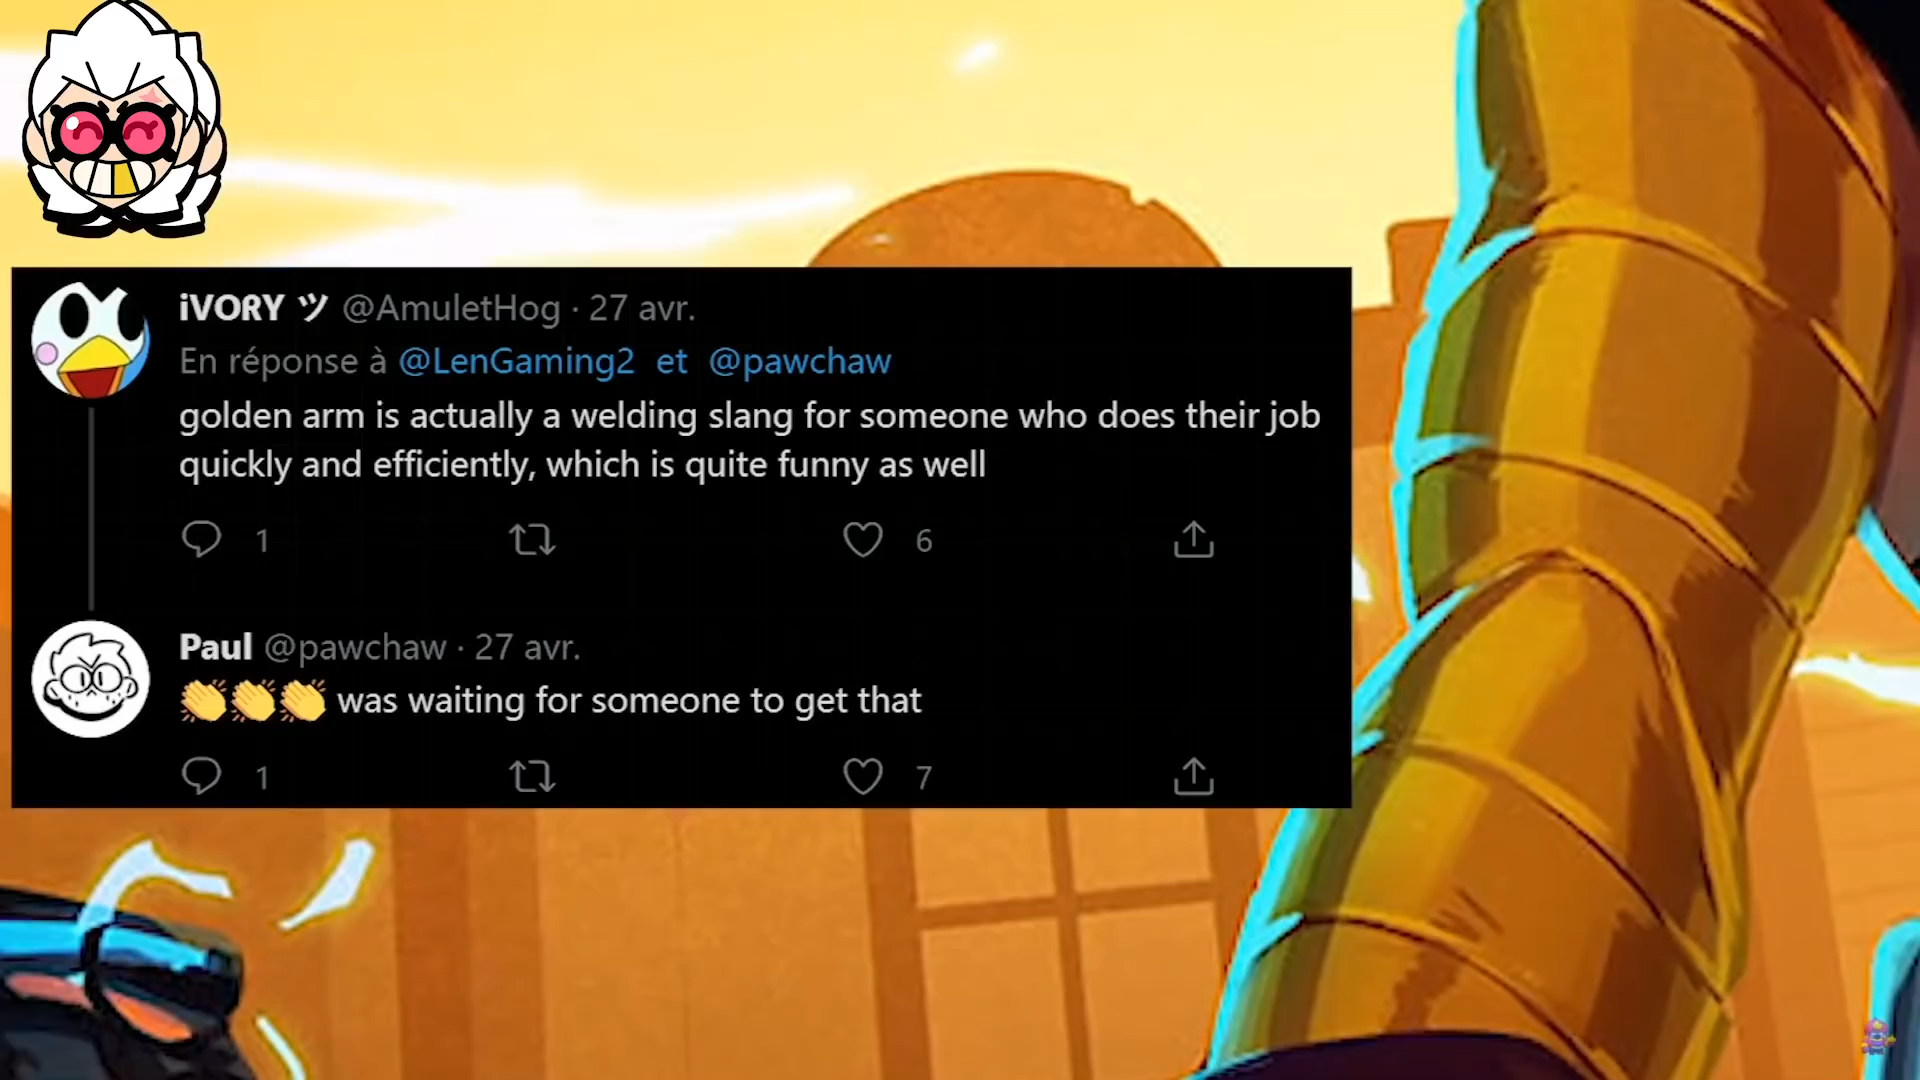 iVORY ツ @AmuletHog · 27 avr.
En réponse à @LenGaming2 et @pawchaw
golden arm is actually a welding slang for someone who does their job
quickly and efficiently, which is quite funny as well
1 6
Paul @pawchaw · 27 avr.
👏👏👏 was waiting for someone to get that
1 7